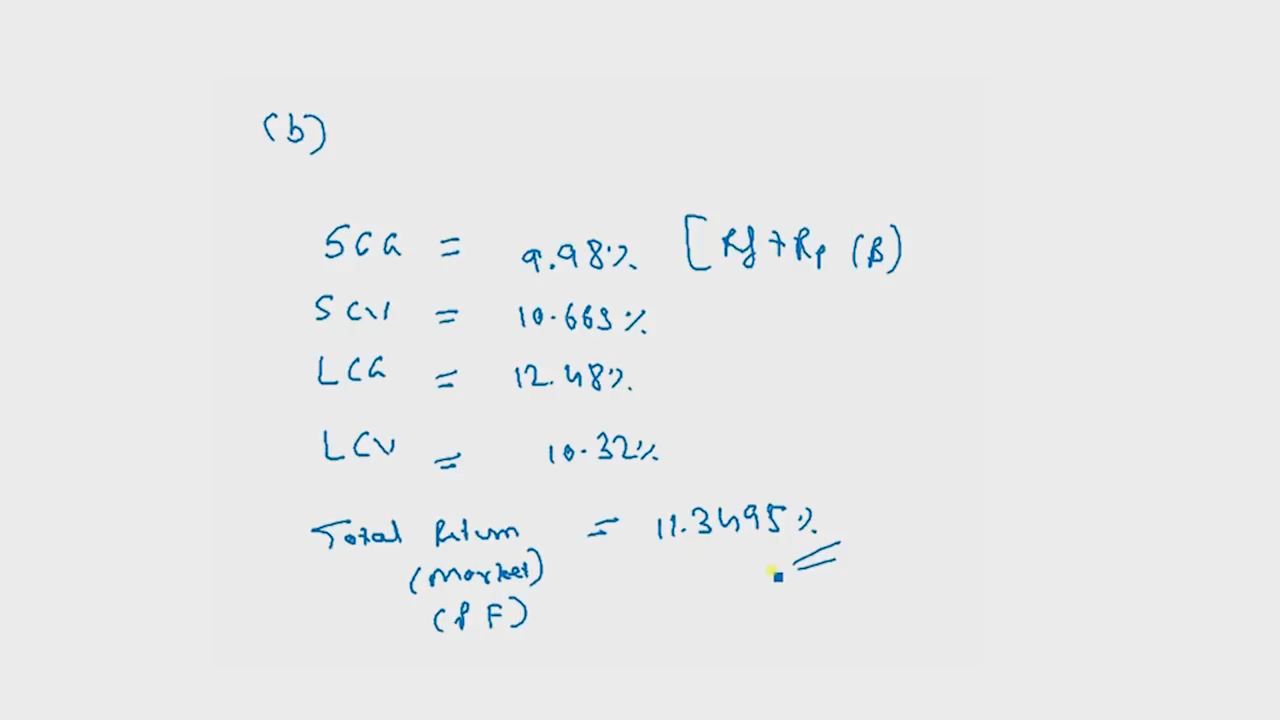 (b)
SCG = 9.98% [Rf + Rp (β)
SCV = 10.663%
LCG = 12.48%
LCV = 10.32%
Total Return = 11.3495%
(Market)
(PF)